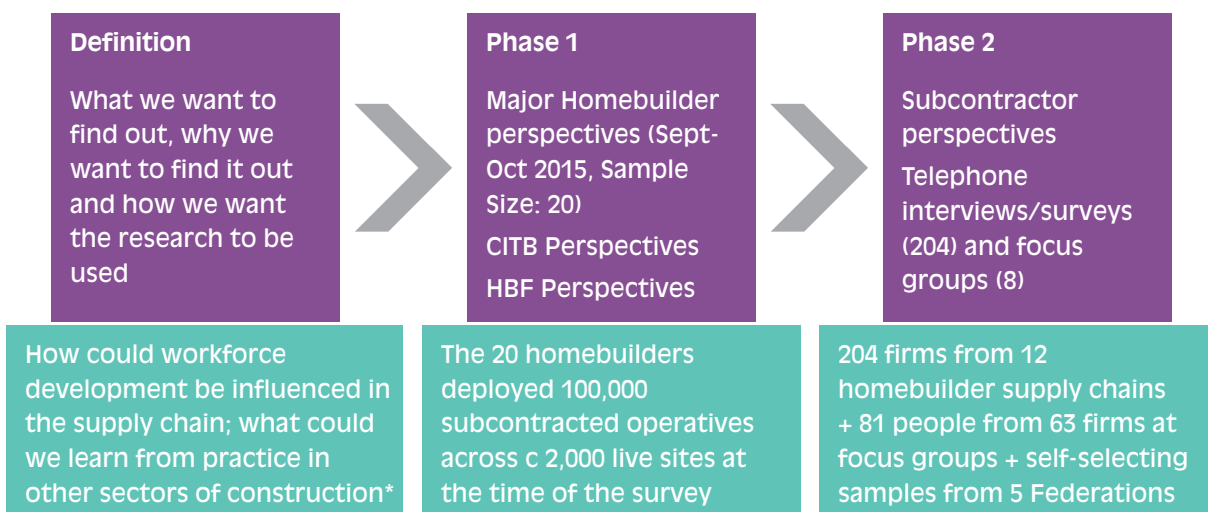 Definition
What we want to
find out, why we
want to find it out
and how we want
the research to be
used
How could workforce
development be influenced in
the supply chain; what could
we learn from practice in
other sectors of construction*
Phase 1
Major Homebuilder
perspectives (Sept-
Oct 2015, Sample
Size: 20)
CITB Perspectives
HBF Perspectives
The 20 homebuilders
deployed 100,000
subcontracted operatives
across c 2,000 live sites at
the time of the survey
Phase 2
Subcontractor
perspectives
Telephone
interviews/surveys
(204) and focus
groups (8)
204 firms from 12
homebuilder supply chains
+ 81 people from 63 firms at
focus groups + self-selecting
samples from 5 Federations